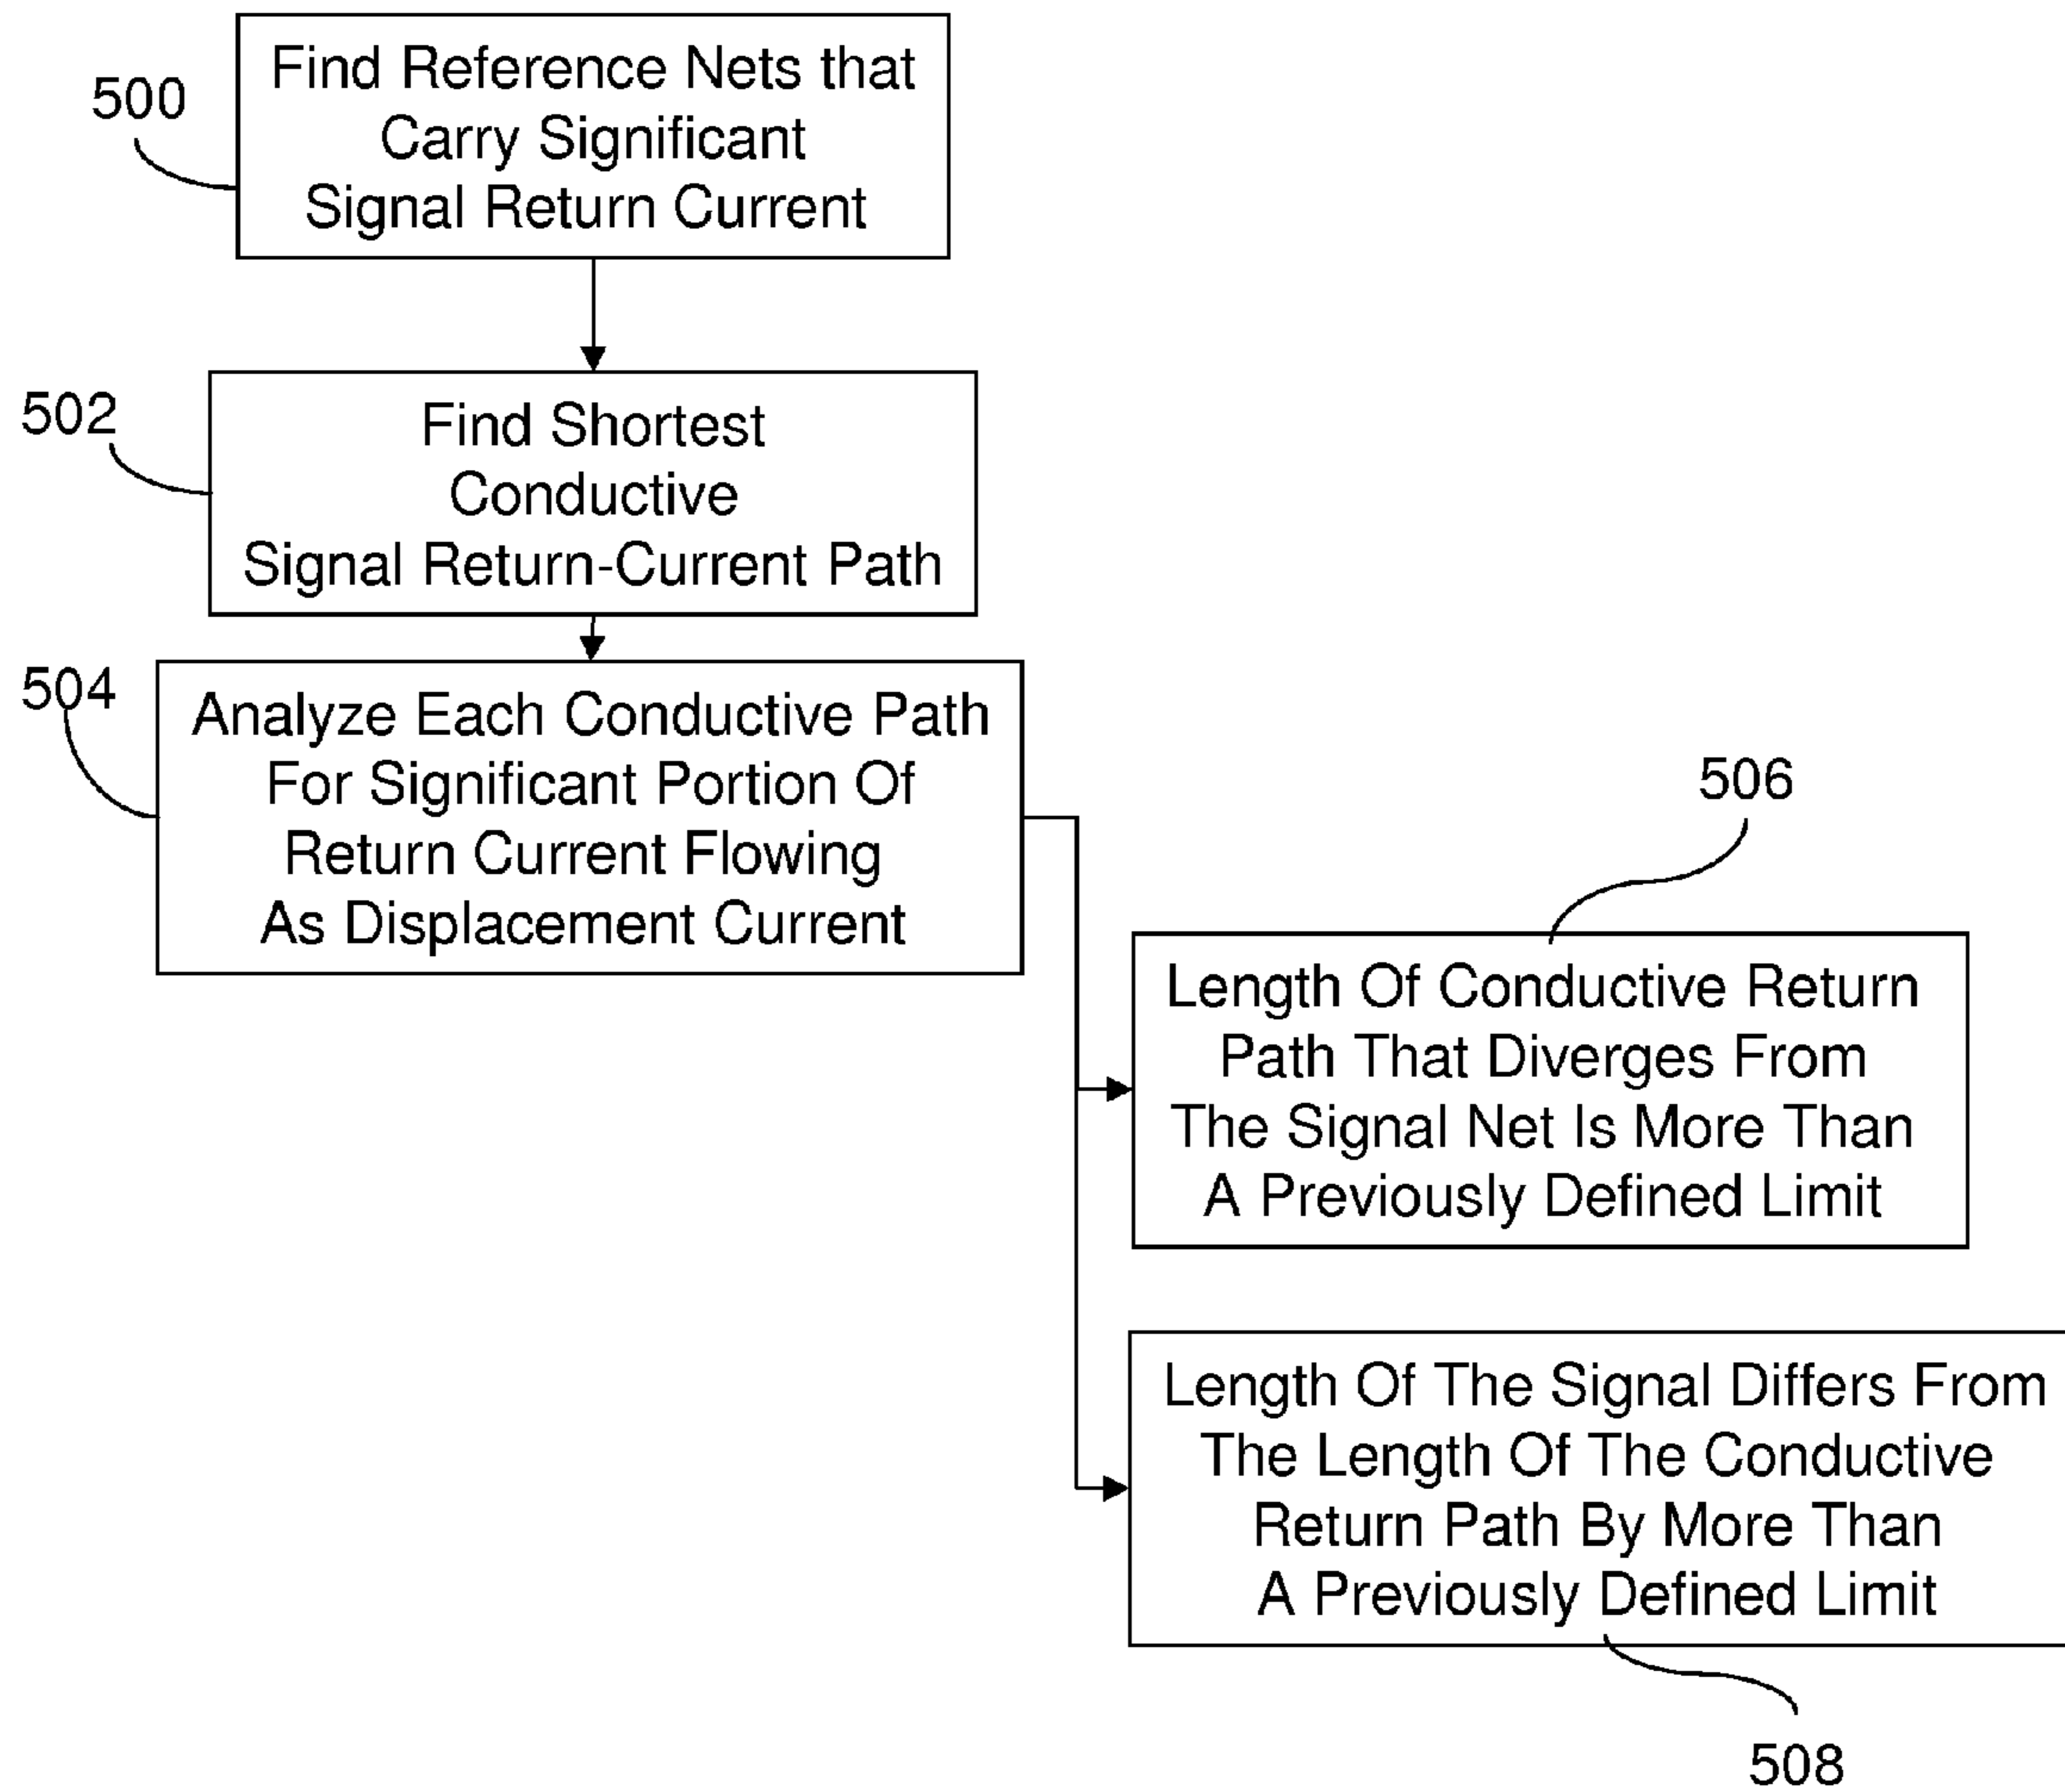 500
Find Reference Nets that
Carry Significant
Signal Return Current
502
Find Shortest
Conductive
Signal Return-Current Path
504
Analyze Each Conductive Path
For Significant Portion Of
Return Current Flowing
As Displacement Current
506
Length Of Conductive Return
Path That Diverges From
The Signal Net Is More Than
A Previously Defined Limit
Length Of The Signal Differs From
The Length Of The Conductive
Return Path By More Than
A Previously Defined Limit
508